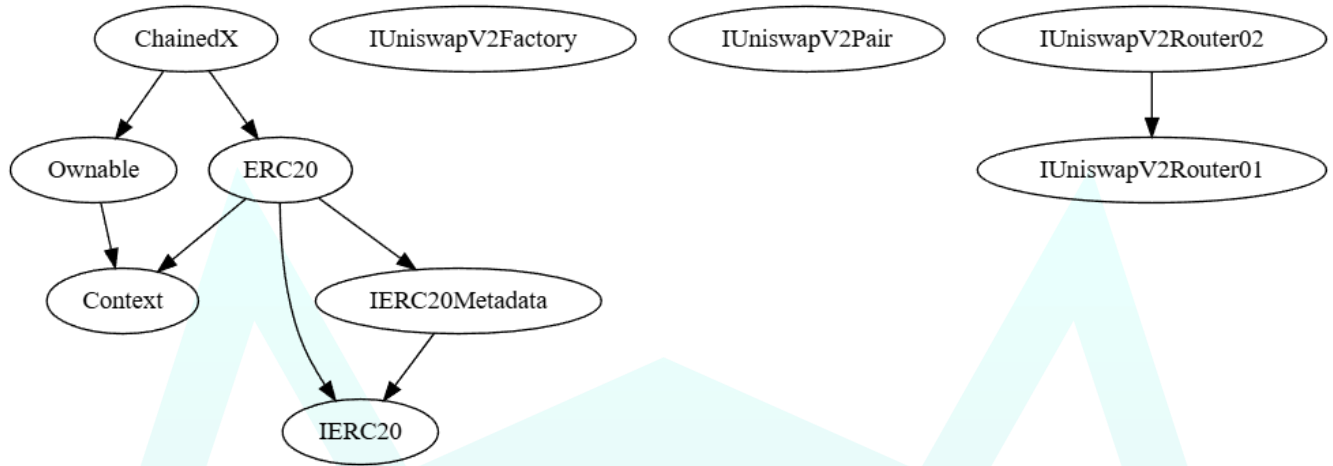 ChainedX
IUniswapV2Factory
IUniswapV2Pair
IUniswapV2Router02
Ownable
ERC20
IUniswapV2Router01
Context
IERC20Metadata
IERC20